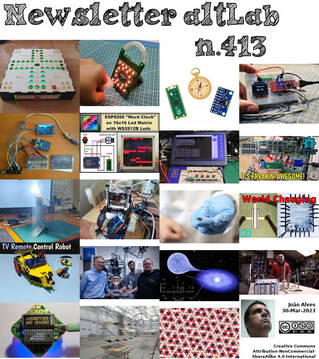 Newsletter altLab
n.413
ESP8266 "Word Clock"
on 16x16 Led Matrix
with WS2812B Leds
IT'S FREAKIN' AWESOME!
World Changing
TV Remote Control Robot
João Alves
30-Mar-2023
Creative Commons
Attribution-NonCommercial-
ShareAlike 4.0 International